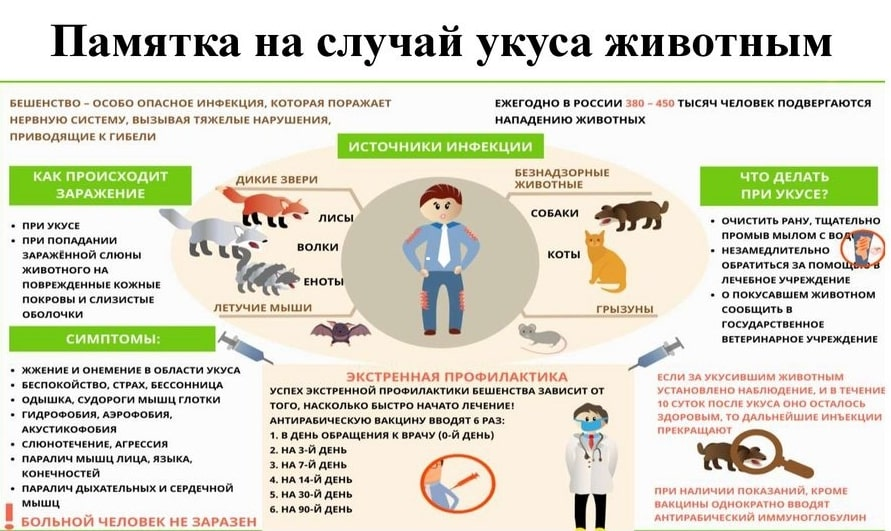 Памятка на случай укуса животным
БЕШЕНСТВО – ОСОБО ОПАСНОЕ ИНФЕКЦИЯ, КОТОРАЯ ПОРАЖАЕТ
НЕРВНУЮ СИСТЕМУ, ВЫЗЫВАЯ ТЯЖЕЛЫЕ НАРУШЕНИЯ,
ПРИВОДЯЩИЕ К ГИБЕЛИ
ЕЖЕГОДНО В РОССИИ 380 – 450 ТЫСЯЧ ЧЕЛОВЕК ПОДВЕРГАЮТСЯ
НАПАДЕНИЮ ЖИВОТНЫХ
КАК ПРОИСХОДИТ
ЗАРАЖЕНИЕ
• ПРИ УКУСЕ
• ПРИ ПОПАДАНИИ
ЗАРАЖЁННОЙ СЛЮНЫ
ЖИВОТНОГО НА
ПОВРЕЖДЕННЫЕ КОЖНЫЕ
ПОКРОВЫ И СЛИЗИСТЫЕ
ОБОЛОЧКИ
СИМПТОМЫ:
• ЖЖЕНИЕ И ОНЕМЕНИЕ В ОБЛАСТИ УКУСА
• БЕСПОКОЙСТВО, СТРАХ, БЕССОННИЦА
• ОДЫШКА, СУДОРОГИ МЫШЦ ГЛОТКИ
• ГИДРОФОБИЯ, АЭРОФОБИЯ,
АКУСТИКОФОБИЯ
• СЛЮНОТЕЧЕНИЕ, АГРЕССИЯ
• ПАРАЛИЧ МЫШЦ ЛИЦА, ЯЗЫКА,
КОНЕЧНОСТЕЙ
• ПАРАЛИЧ ДЫХАТЕЛЬНЫХ И СЕРДЕЧНОЙ
МЫШЦ
! БОЛЬНОЙ ЧЕЛОВЕК НЕ ЗАРАЗЕН
ИСТОЧНИКИ ИНФЕКЦИИ
ДИКИЕ ЗВЕРИ
ЛИСЫ
ВОЛКИ
ЕНОТЫ
ЛЕТУЧИЕ МЫШИ
БЕЗНАДЗОРНЫЕ
ЖИВОТНЫЕ
СОБАКИ
КОТЫ
ГРЫЗУНЫ
ЭКСТРЕННАЯ ПРОФИЛАКТИКА
УСПЕХ ЭКСТРЕННОЙ ПРОФИЛАКТИКИ БЕШЕНСТВА ЗАВИСИТ ОТ
ТОГО, НАСКОЛЬКО БЫСТРО НАЧАТО ЛЕЧЕНИЕ!
АНТИРАБИЧЕСКУЮ ВАКЦИНУ ВВОДЯТ 6 РАЗ:
1. В ДЕНЬ ОБРАЩЕНИЯ К ВРАЧУ (0-Й ДЕНЬ)
2. НА 3-Й ДЕНЬ
3. НА 7-Й ДЕНЬ
4. НА 14-Й ДЕНЬ
5. НА 30-Й ДЕНЬ
6. НА 90-Й ДЕНЬ
ЧТО ДЕЛАТЬ
ПРИ УКУСЕ?
• ОЧИСТИТЬ РАНУ, ТЩАТЕЛЬНО
ПРОМЫВ МЫЛОМ С
• НЕЗАМЕДЛИТЕЛЬНО
ОБРАТИТЬСЯ ЗА ПОМОЩЬЮ В
ЛЕЧЕБНОЕ УЧРЕЖДЕНИЕ
• О ПОКУСАВШЕМ ЖИВОТНОМ
СООБЩИТЬ В
ГОСУДАРСТВЕННОЕ
ВЕТЕРИНАРНОЕ УЧРЕЖДЕНИЕ
ЕСЛИ ЗА УКУСИВШИМ ЖИВОТНЫМ
УСТАНОВЛЕНО НАБЛЮДЕНИЕ, И В ТЕЧЕНИЕ
10 СУТОК ПОСЛЕ УКУСА ОНО ОСТАЛОСЬ
ЗДОРОВЫМ, ТО ДАЛЬНЕЙШИЕ ИНЪЕКЦИИ
ПРЕКРАЩАЮТ
ПРИ НАЛИЧИИ ПОКАЗАНИЙ, КРОМЕ
ВАКЦИНЫ ОДНОКРАТНО ВВОДЯТ
АНТИРАБИЧЕСКИЙ ИММУНОГЛОБУЛИН